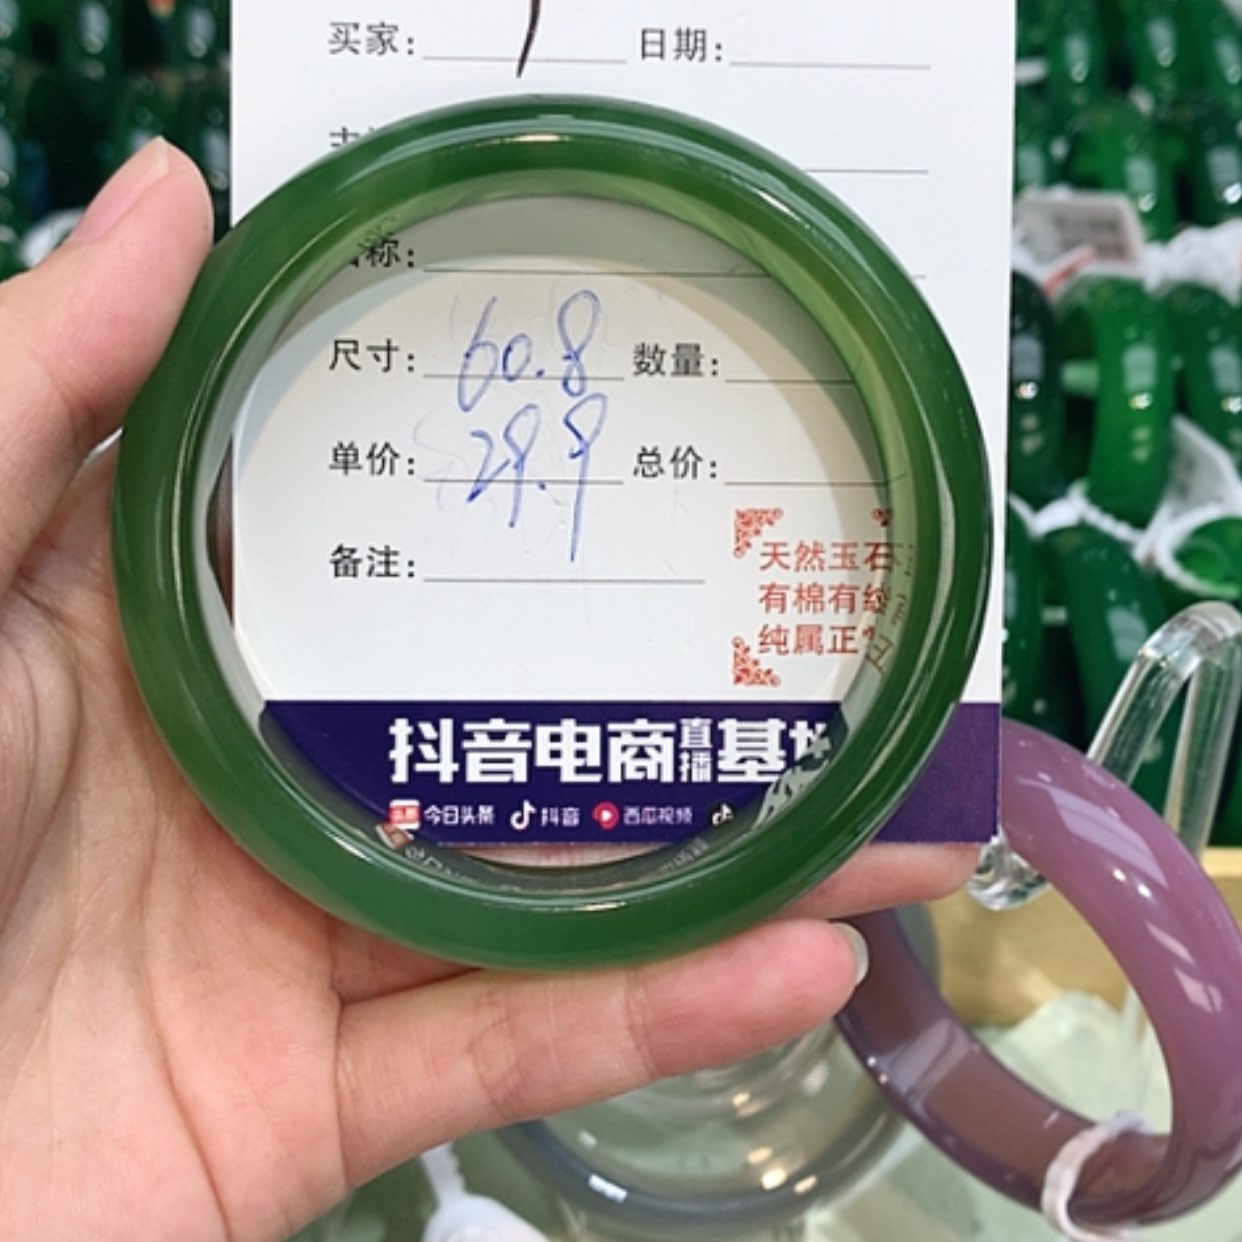 买家： 日期：
称：
尺寸：60.8 数量：
单价：29.9 总价：
备注：
天然玉石
有棉有纹
纯属正
抖音电商直播基地
今日头条 抖音 西瓜视频